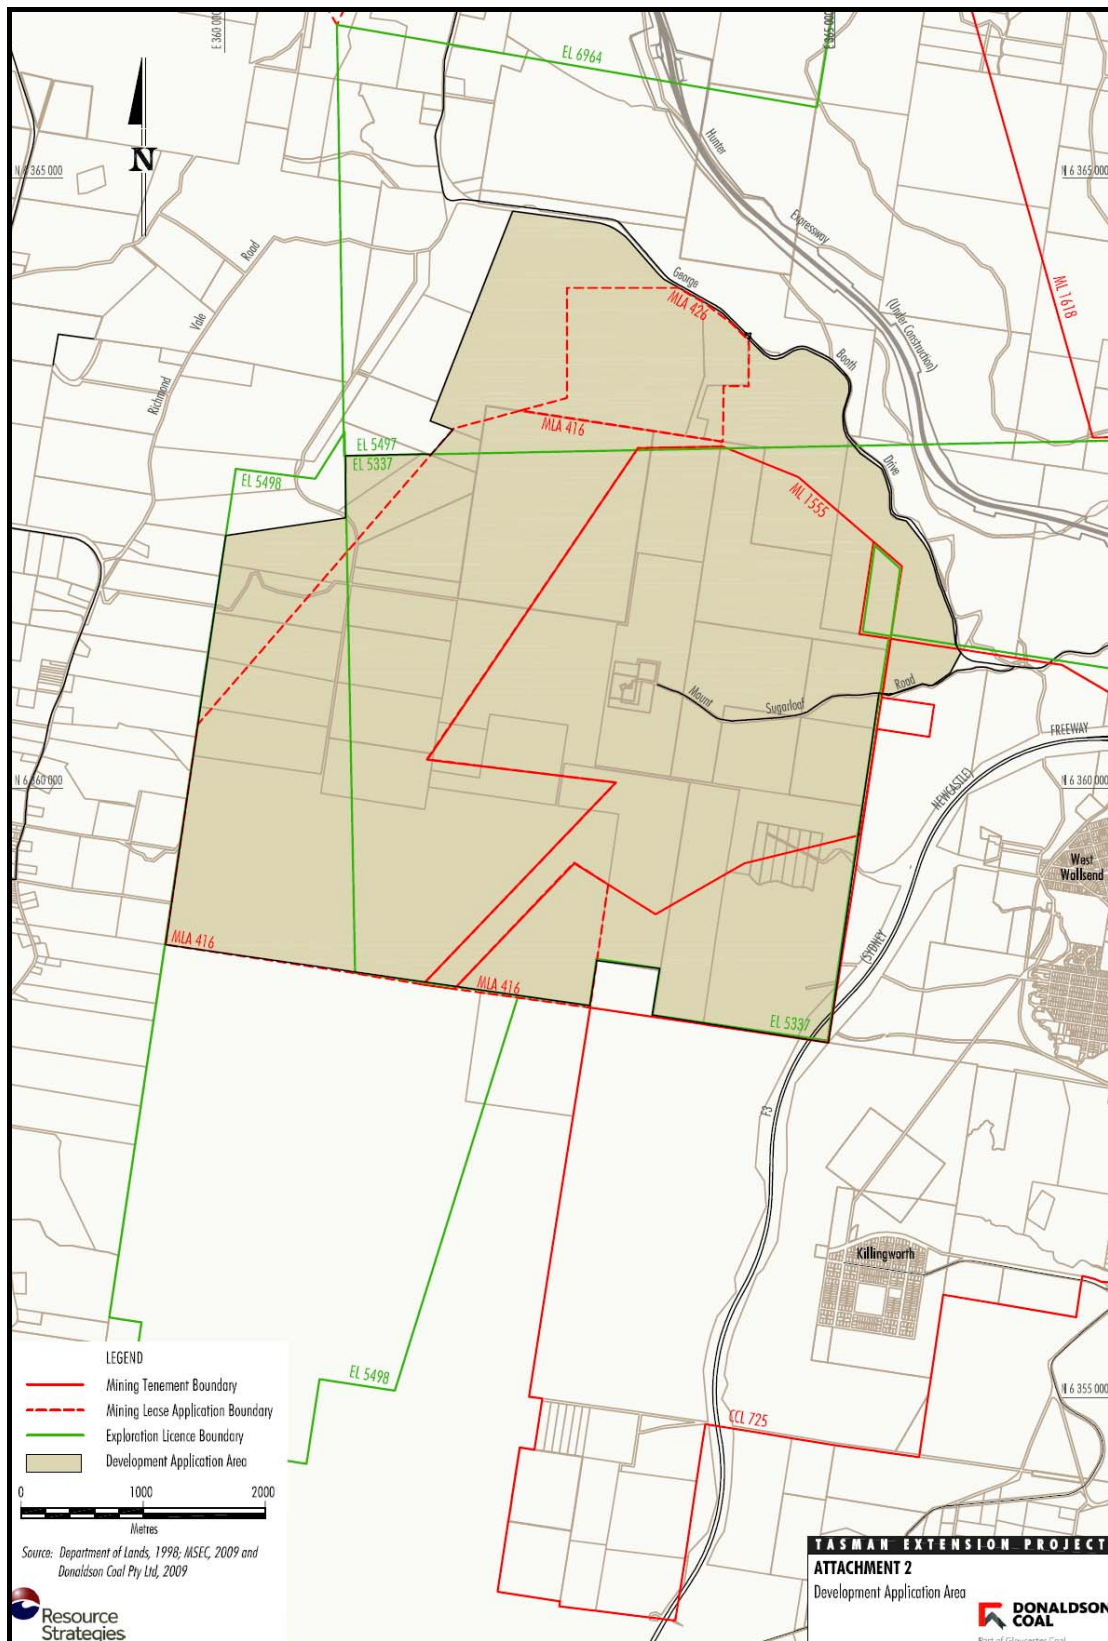 E 360 000
E 365 000
EL 6964
N
N 6 365 000
N 6 365 000
Hunter
Expressway
(Under Construction)
ML 1618
Richmond
Vale
Road
George
Booth
Drive
MLA 426
MLA 416
EL 5497
EL 5337
EL 5498
ML 1555
Mount
Sugarloaf
Road
FREEWAY
NEWCASTLE)
(SYDNEY
F3
N 6 360 000
N 6 360 000
West
Wallsend
MLA 416
MLA 416
EL 5337
Killingworth
EL 5498
CCL 725
N 6 355 000
LEGEND
Mining Tenement Boundary
Mining Lease Application Boundary
Exploration Licence Boundary
Development Application Area
0 1000 2000
Metres
Source: Department of Lands, 1998; MSEC, 2009 and
Donaldson Coal Pty Ltd, 2009
Resource
Strategies
TASMAN EXTENSION PROJECT
ATTACHMENT 2
Development Application Area
DONALDSON
COAL
Part of Gloucester Coal